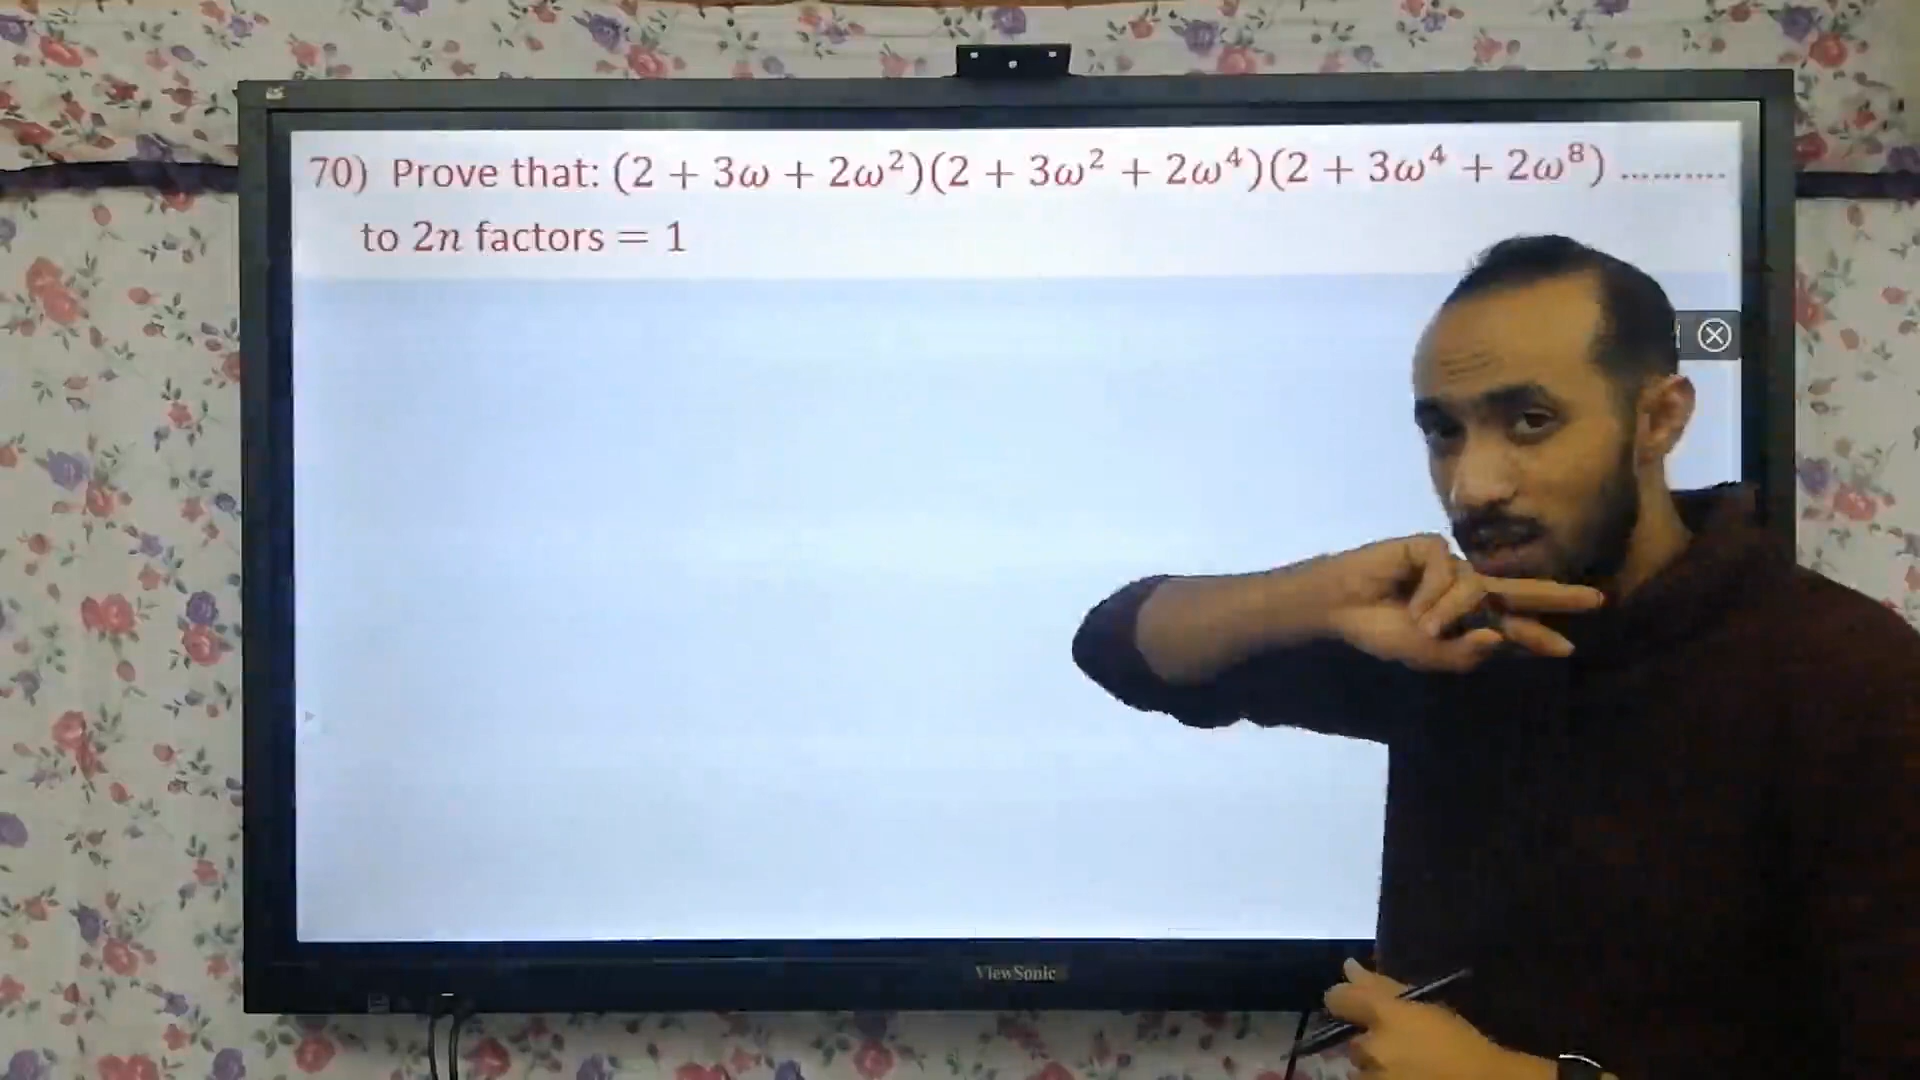 70) Prove that: (2 + 3ω + 2ω²)(2 + 3ω² + 2ω⁴)(2 + 3ω⁴ + 2ω⁸) ..........
to 2n factors = 1
ViewSonic